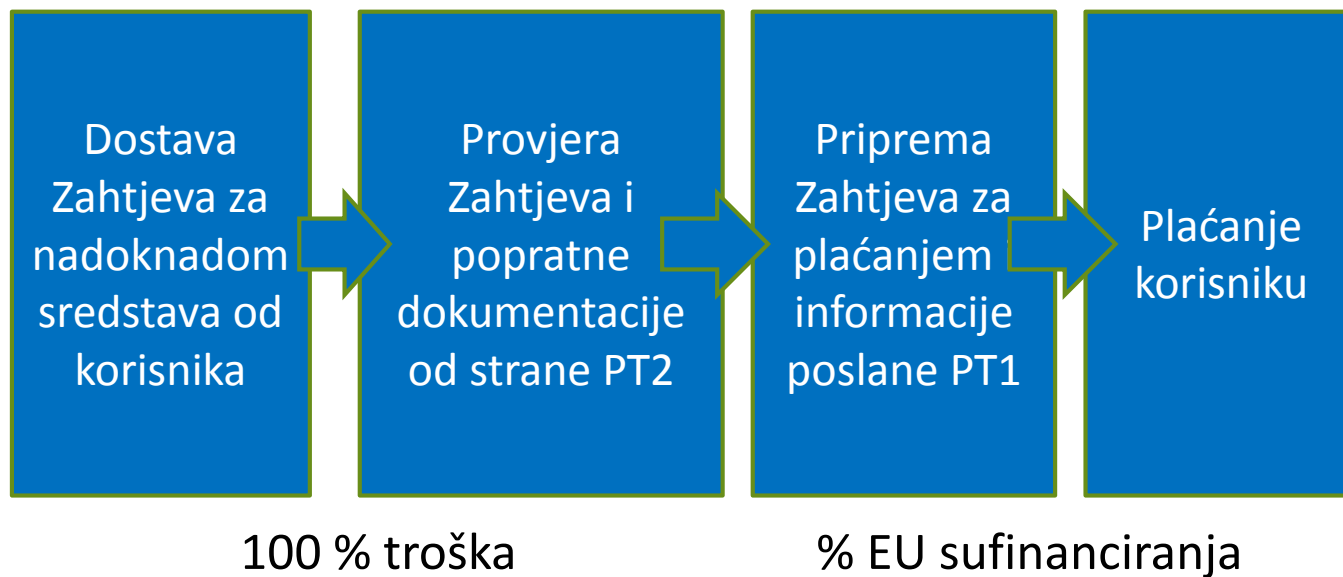 Dostava
Zahtjeva za
nadoknadom
sredstava od
korisnika
Provjera
Zahtjeva i
popratne
dokumentacije
od strane PT2
Priprema
Zahtjeva za
plaćanjem
informacije
poslane PT1
Plaćanje
korisniku
100 % troška
% EU sufinanciranja